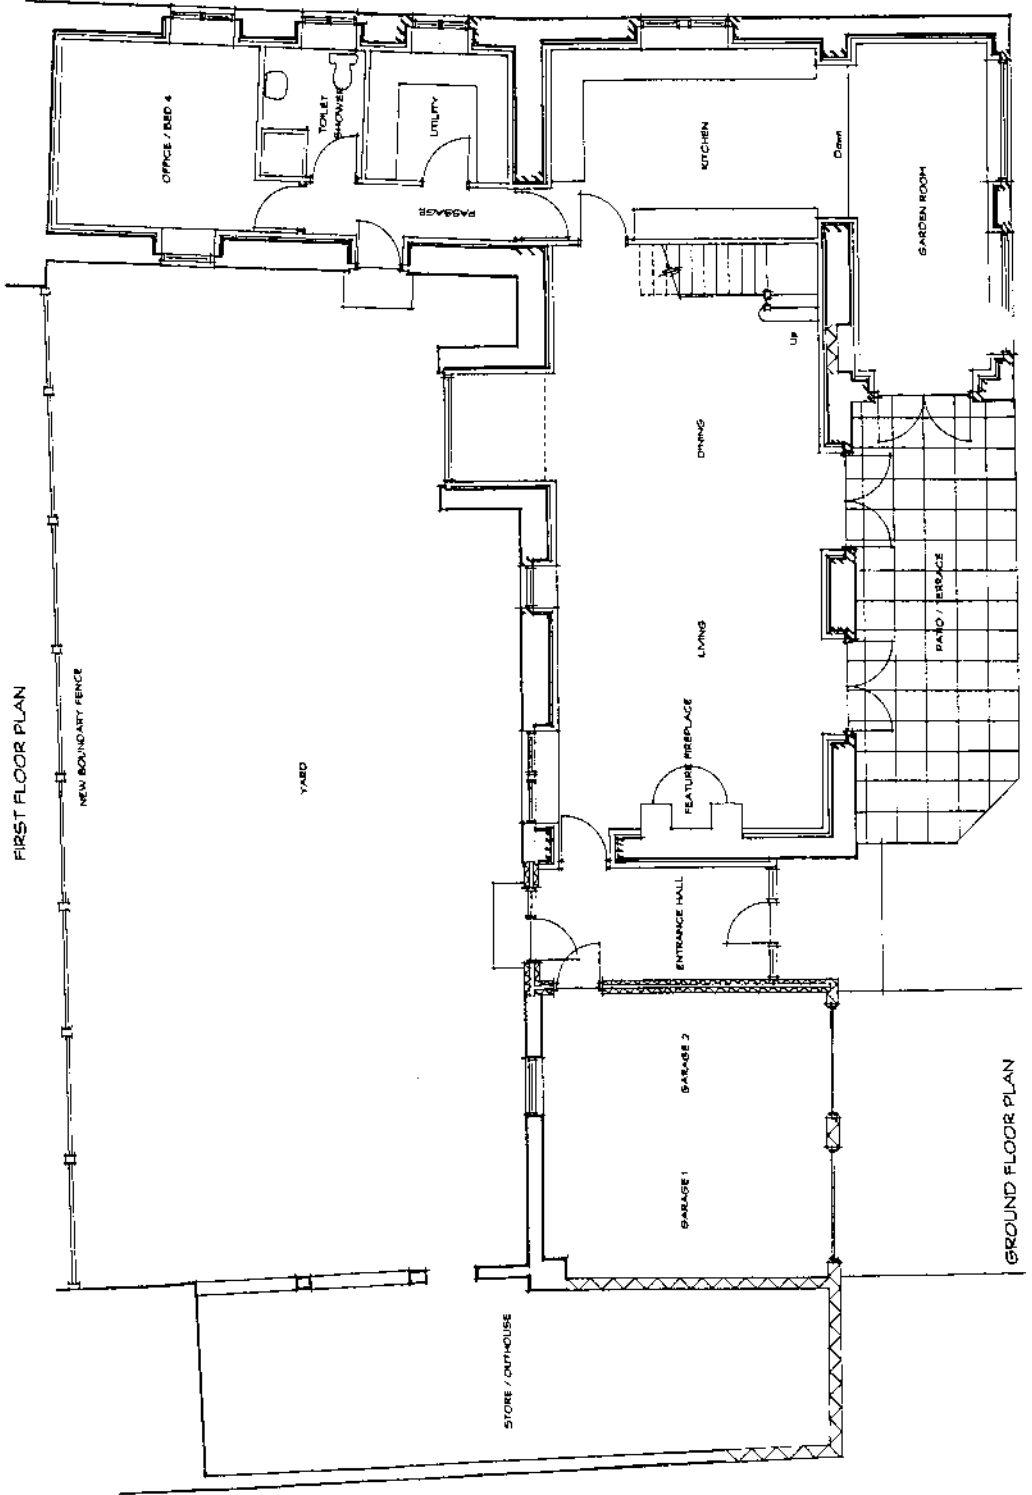 FIRST FLOOR PLAN
NEW BOUNDARY FENCE
OFFICE / BED 4
YARD
TOILET
SHOWER
UTILITY
PASSAGE
STORE / OUTHOUSE
GARAGE 1
GARAGE 2
ENTRANCE HALL
FEATURE FIREPLACE
LIVING
DINING
KITCHEN
Up
Down
GARDEN ROOM
PATIO / TERRACE
GROUND FLOOR PLAN